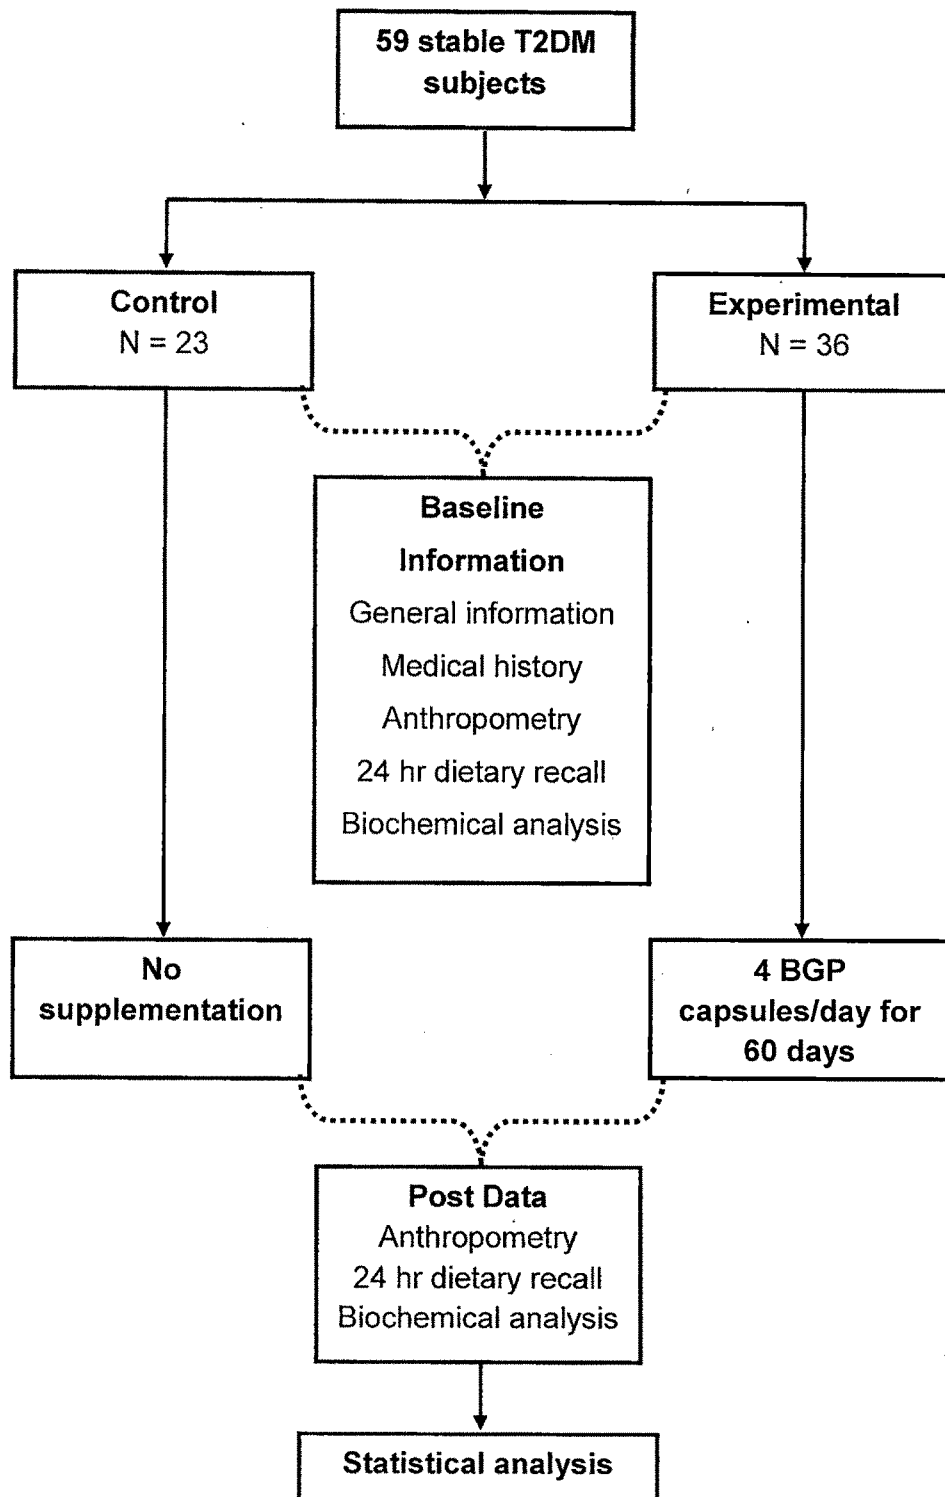 59 stable T2DM
subjects
Control
N = 23
Experimental
N = 36
Baseline
Information
General information
Medical history
Anthropometry
24 hr dietary recall
Biochemical analysis
No
supplementation
4 BGP
capsules/day for
60 days
Post Data
Anthropometry
24 hr dietary recall
Biochemical analysis
Statistical analysis